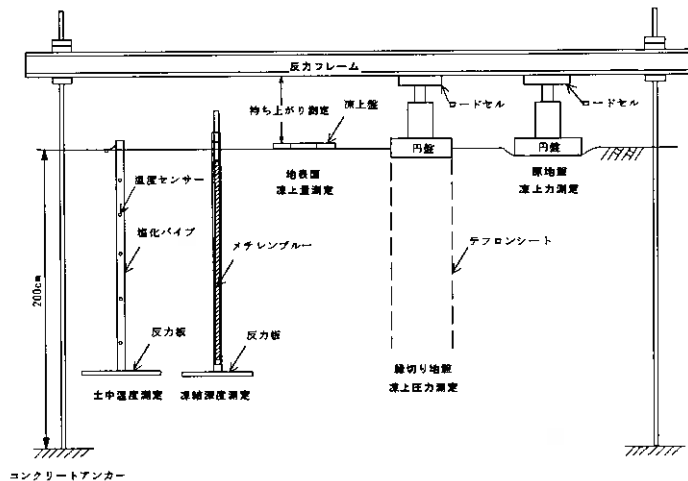 反力フレーム
ロードセル
ロードセル
持ち上がり測定
凍上盤
円盤
円盤
地表面
凍上量測定
原地盤
凍上力測定
温度センサー
塩化パイプ
メチレンブルー
テフロンシート
200cm
反力板
反力板
土中温度測定
凍結深度測定
縁切り地盤
凍上圧力測定
コンクリートアンカー